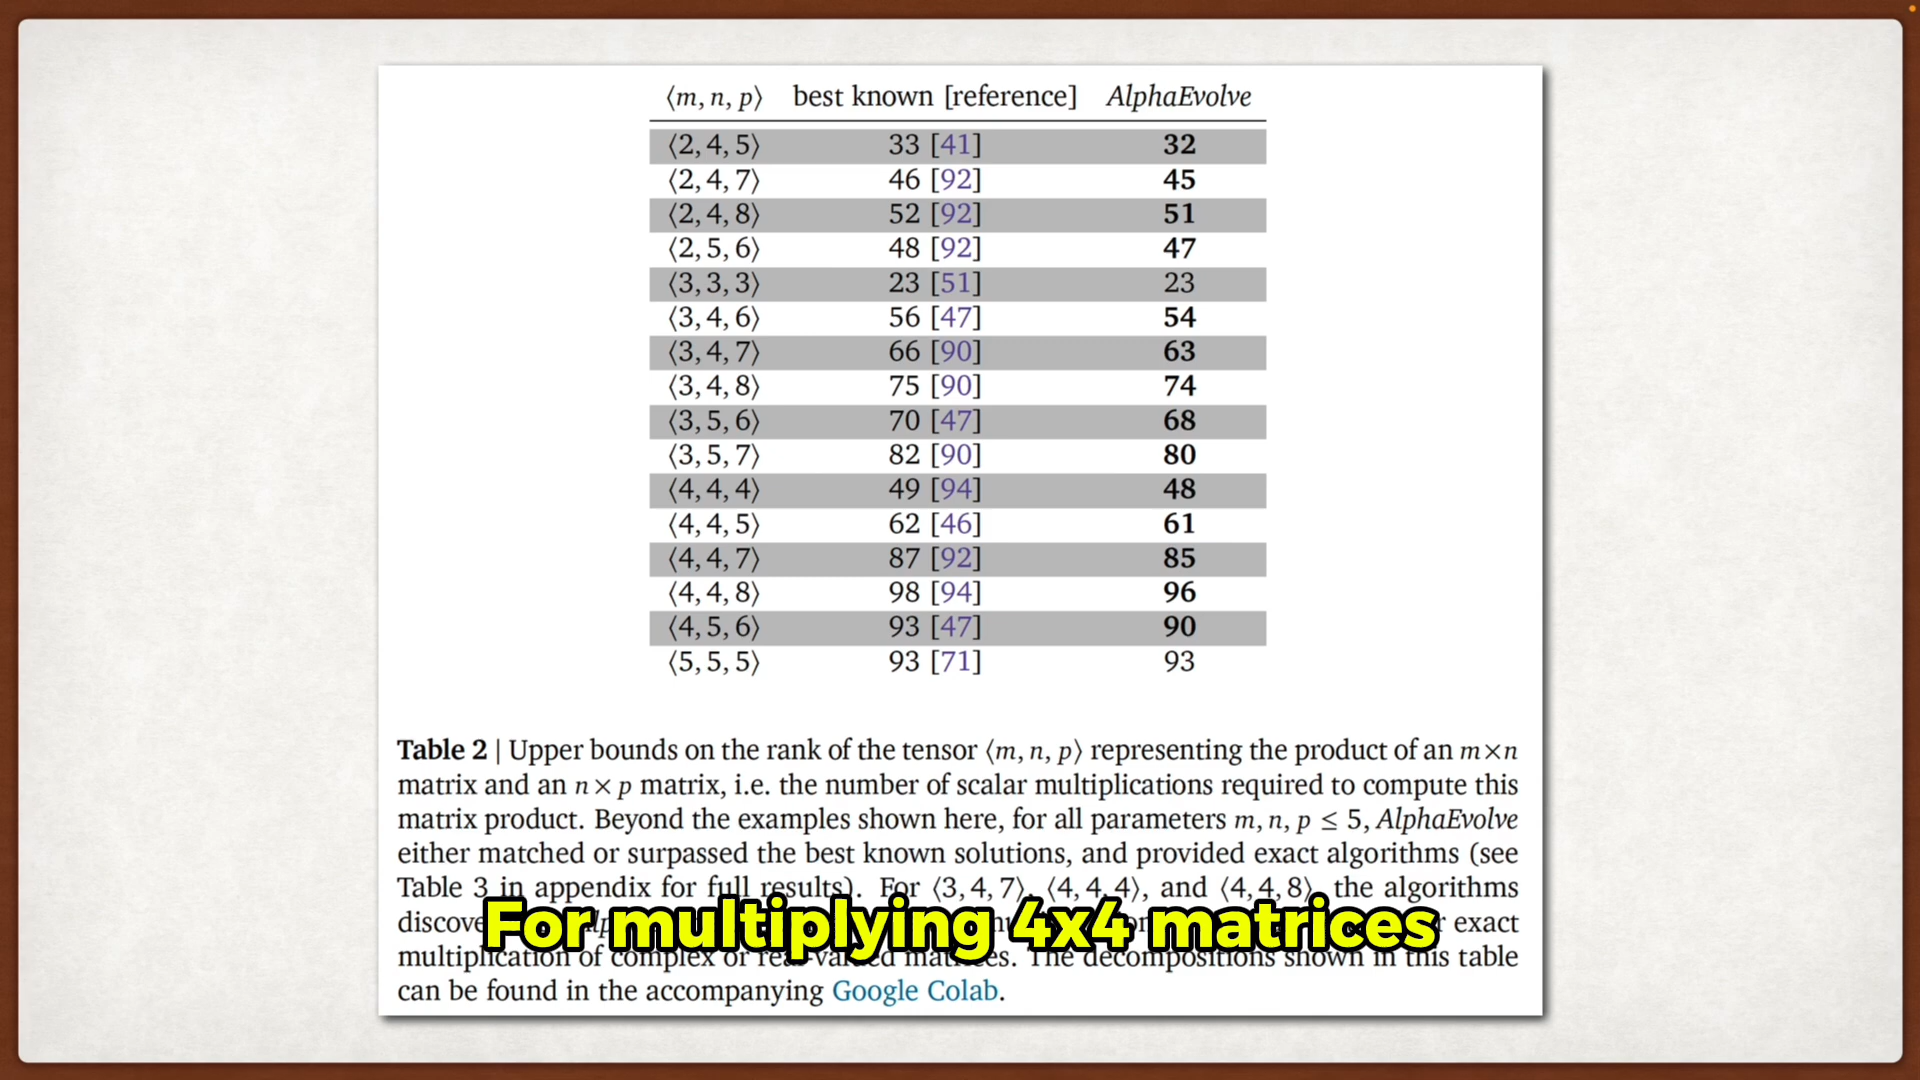 ⟨m, n, p⟩ best known [reference] AlphaEvolve
⟨2, 4, 5⟩ 33 [41] 32
⟨2, 4, 7⟩ 46 [92] 45
⟨2, 4, 8⟩ 52 [92] 51
⟨2, 5, 6⟩ 48 [92] 47
⟨3, 3, 3⟩ 23 [51] 23
⟨3, 4, 6⟩ 56 [47] 54
⟨3, 4, 7⟩ 66 [90] 63
⟨3, 4, 8⟩ 75 [90] 74
⟨3, 5, 6⟩ 70 [47] 68
⟨3, 5, 7⟩ 82 [90] 80
⟨4, 4, 4⟩ 49 [94] 48
⟨4, 4, 5⟩ 62 [46] 61
⟨4, 4, 7⟩ 87 [92] 85
⟨4, 4, 8⟩ 98 [94] 96
⟨4, 5, 6⟩ 93 [47] 90
⟨5, 5, 5⟩ 93 [71] 93
Table 2 | Upper bounds on the rank of the tensor ⟨m, n, p⟩ representing the product of an m×n
matrix and an n×p matrix, i.e. the number of scalar multiplications required to compute this
matrix product. Beyond the examples shown here, for all parameters m, n, p ≤ 5, AlphaEvolve
either matched or surpassed the best known solutions, and provided exact algorithms (see
Table 3 in appendix for full results). For ⟨3, 4, 7⟩, ⟨4, 4, 4⟩, and ⟨4, 4, 8⟩, the algorithms
exact
For multiplying 4x4 matrices
multiplication of complex or real-valued matrices. The decompositions shown in this table
can be found in the accompanying Google Colab.